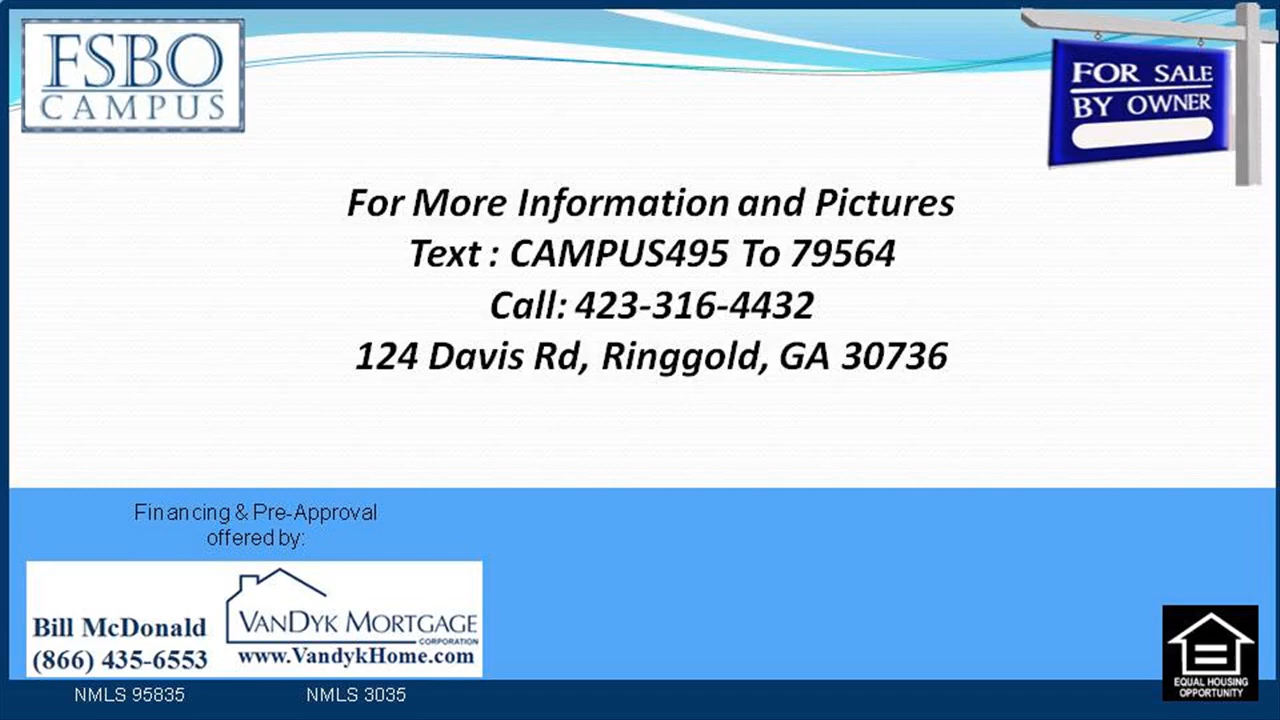 FSBO
CAMPUS
FOR SALE
BY OWNER
For More Information and Pictures
Text : CAMPUS495 To 79564
Call: 423-316-4432
124 Davis Rd, Ringgold, GA 30736
Financing & Pre-Approval
offered by:
Bill McDonald
(866) 435-6553
VANDYK MORTGAGE
CORPORATION
www.VandykHome.com
NMLS 95835
NMLS 3035
EQUAL HOUSING
OPPORTUNITY